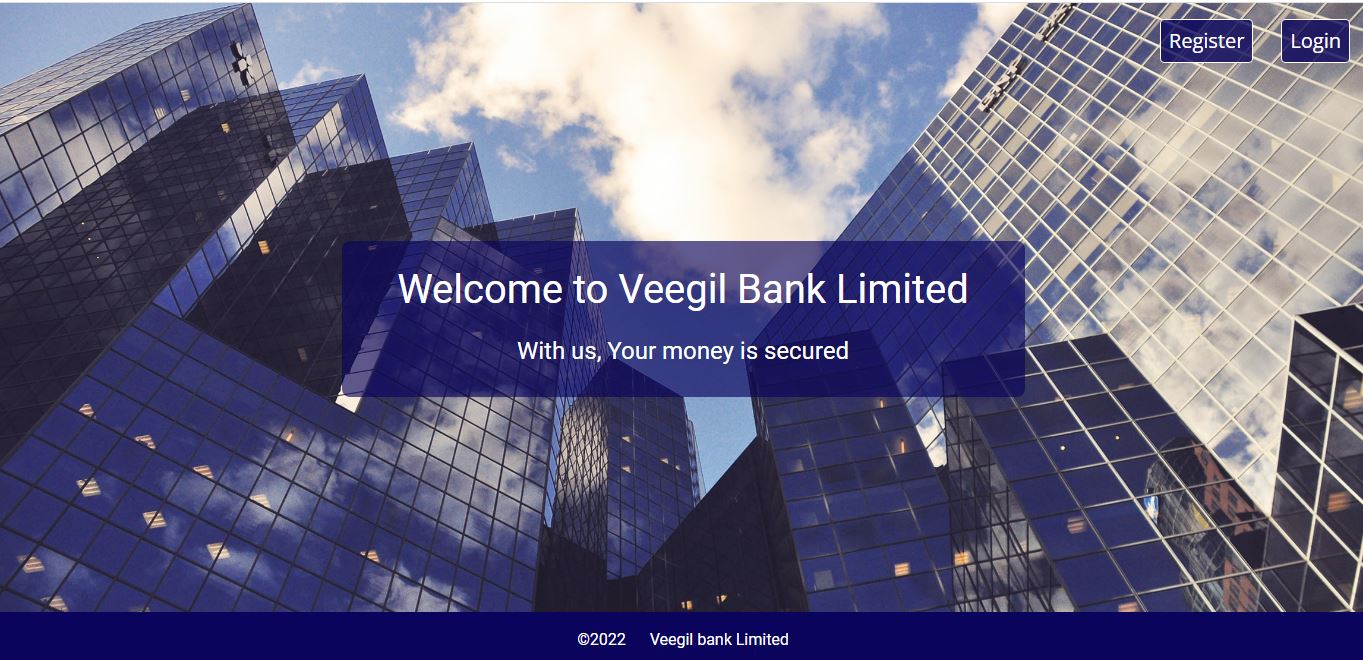 Register Login
Welcome to Veegil Bank Limited
With us, Your money is secured
©2022 Veegil bank Limited